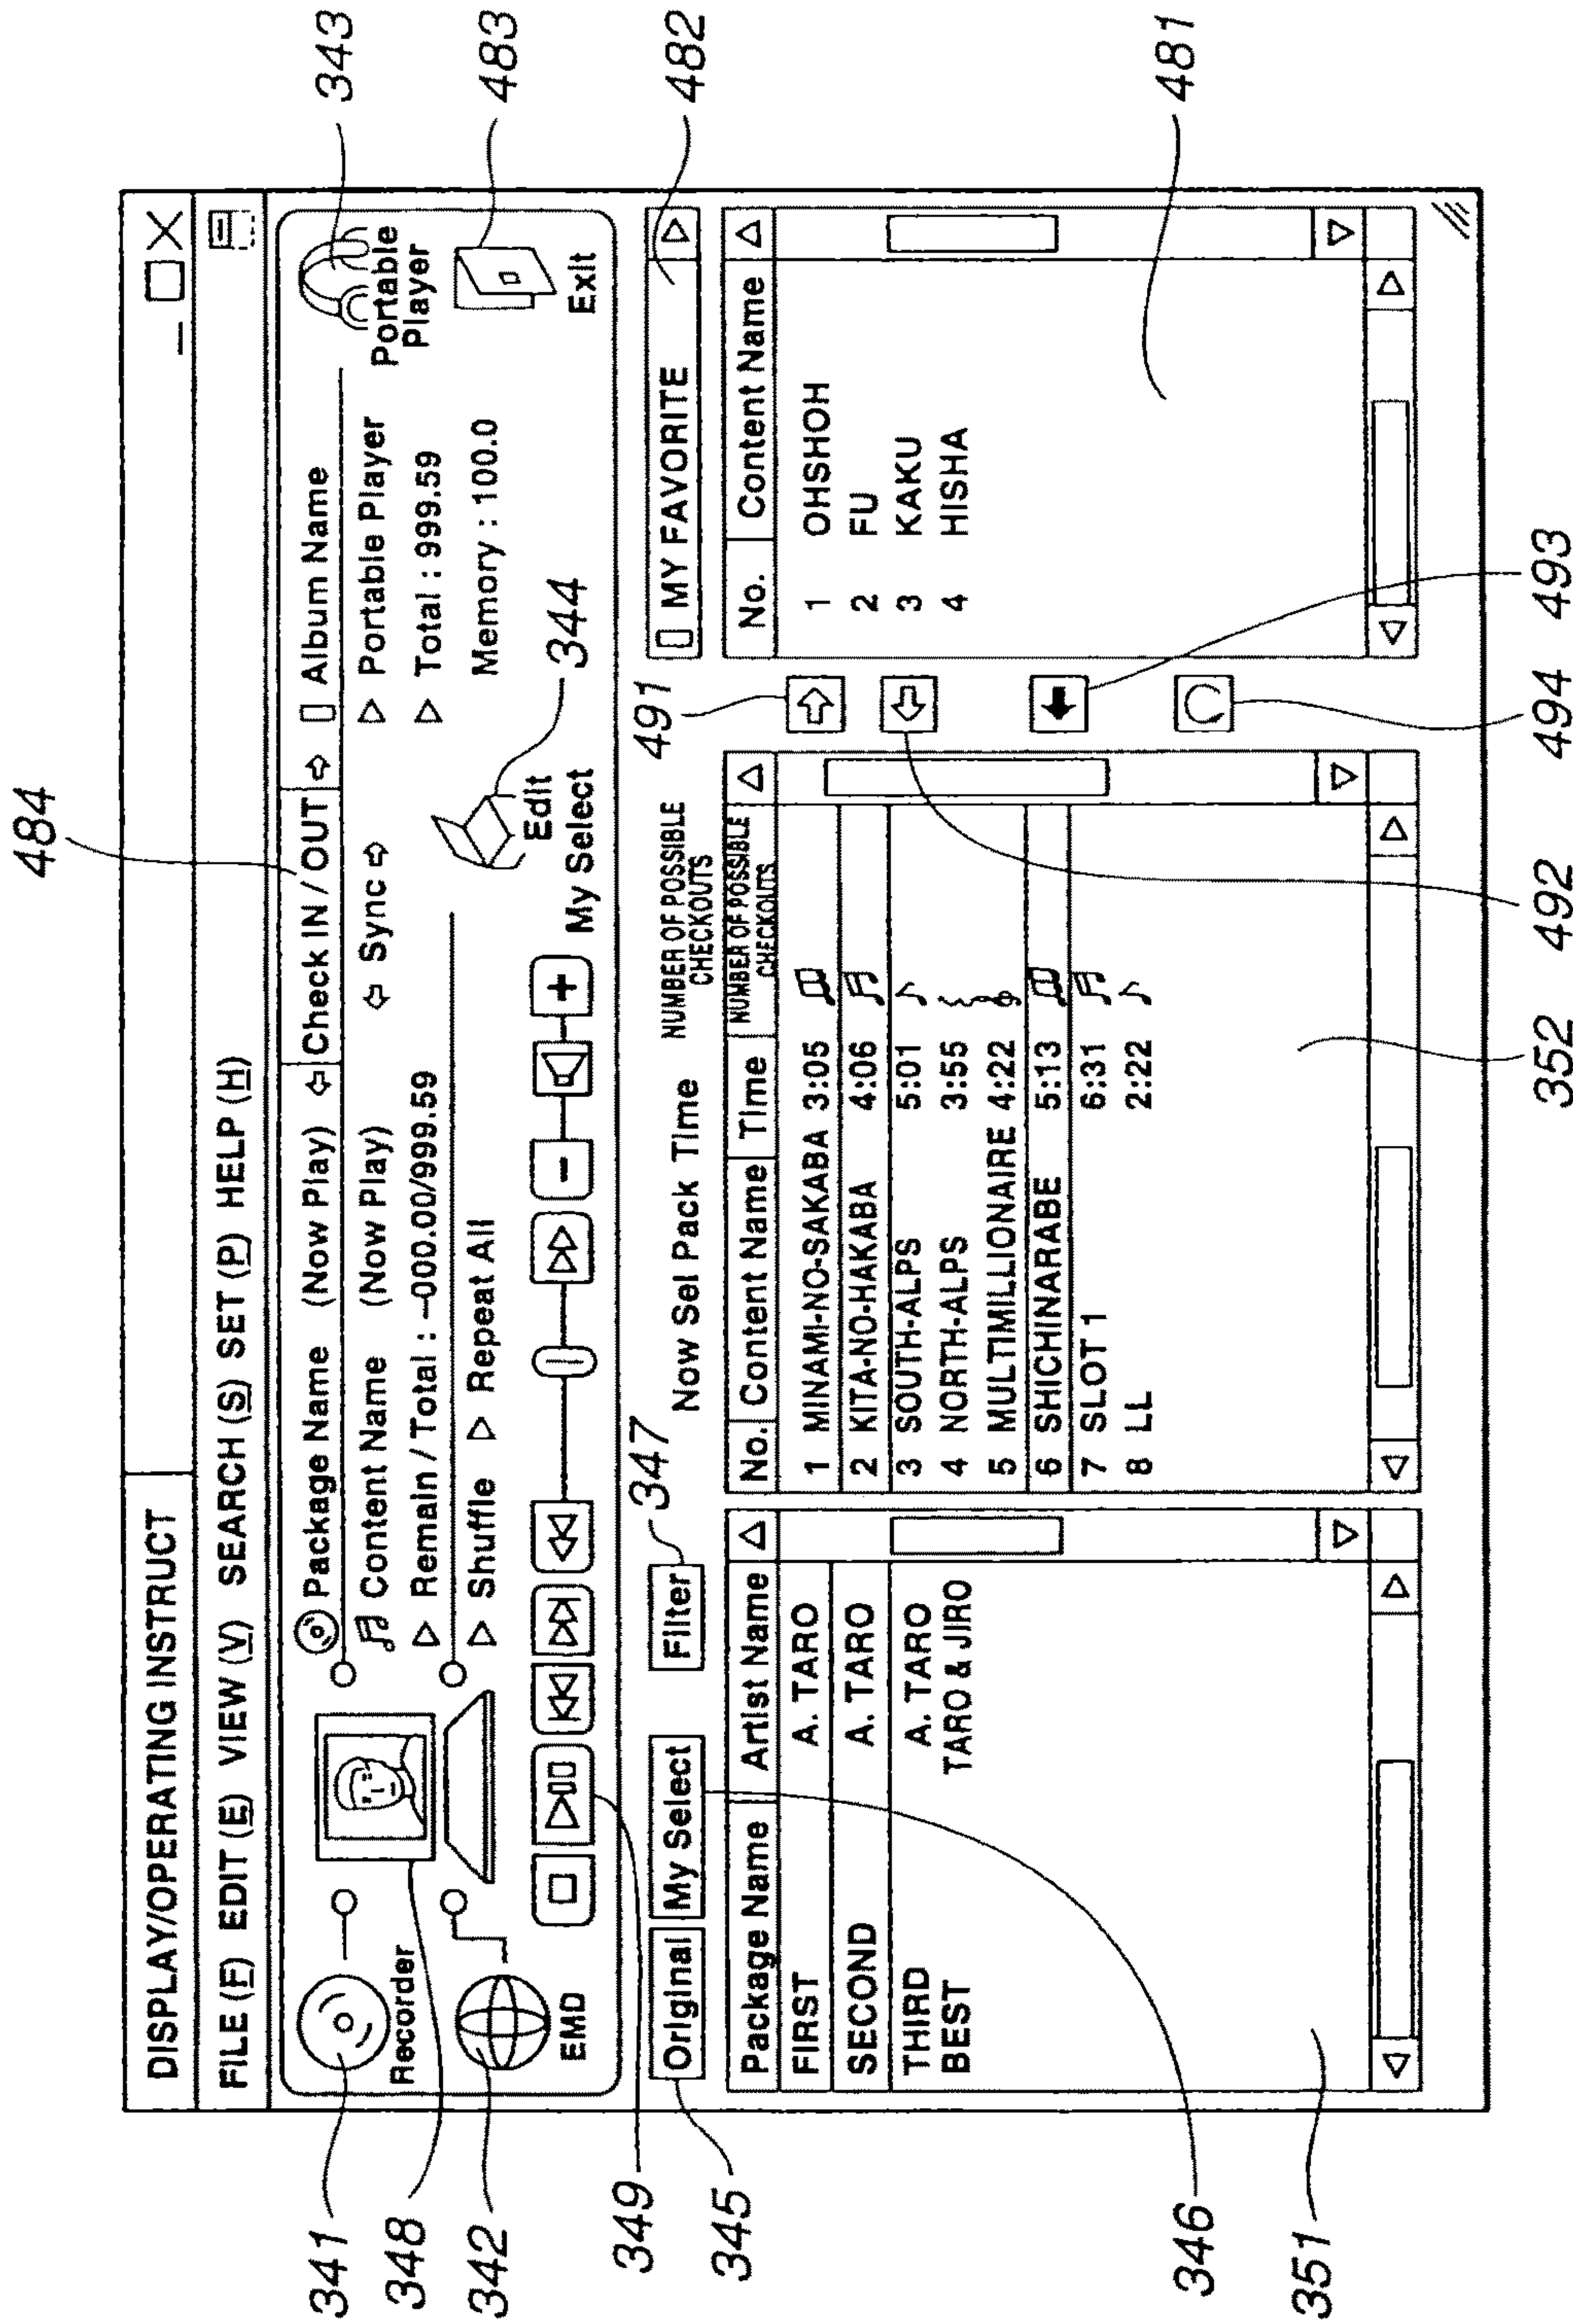 484
DISPLAY/OPERATING INSTRUCT
FILE (F) EDIT (E) VIEW (V) SEARCH (S) SET (P) HELP (H)
341
348
342
349
345
346
351
343
483
482
481
Recorder
EMD
Package Name (Now Play)
Content Name (Now Play)
Remain / Total : -000.00/999.59
Shuffle Repeat All
Check IN / OUT
Sync
Album Name
Portable Player
Total : 999.59
Memory : 100.0
Portable
Player
Exit
Edit
My Select
344
Original My Select Filter
347
Now Sel Pack Time
NUMBER OF POSSIBLE
CHECKOUTS
491
MY FAVORITE
Package Name Artist Name
FIRST A. TARO
SECOND A. TARO
THIRD A. TARO
BEST TARO & JIRO
No. Content Name Time NUMBER OF POSSIBLE
CHECKOUTS
1 MINAMI-NO-SAKABA 3:05
2 KITA-NO-HAKABA 4:06
3 SOUTH-ALPS 5:01
4 NORTH-ALPS 3:55
5 MULTIMILLIONAIRE 4:22
6 SHICHINARABE 5:13
7 SLOT 1 6:31
8 LL 2:22
No. Content Name
1 OHSHOH
2 FU
3 KAKU
4 HISHA
352 492 494 493